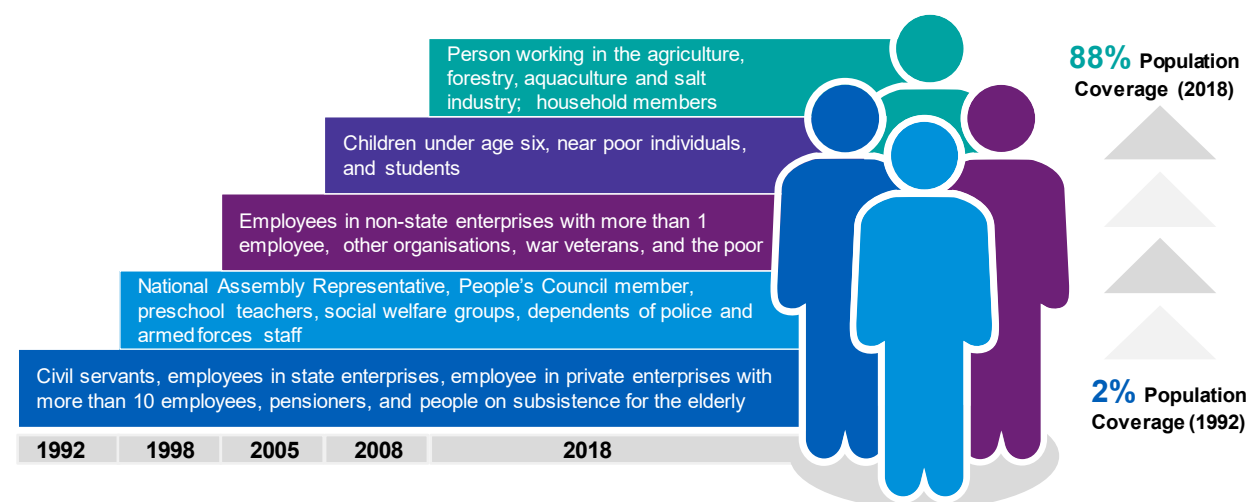 Person working in the agriculture,
forestry, aquaculture and salt
industry; household members
88% Population
Coverage (2018)
Children under age six, near poor individuals,
and students
Employees in non-state enterprises with more than 1
employee, other organisations, war veterans, and the poor
National Assembly Representative, People's Council member,
preschool teachers, social welfare groups, dependents of police and
armed forces staff
Civil servants, employees in state enterprises, employee in private enterprises with
more than 10 employees, pensioners, and people on subsistence for the elderly
2% Population
Coverage (1992)
1992 1998 2005 2008 2018